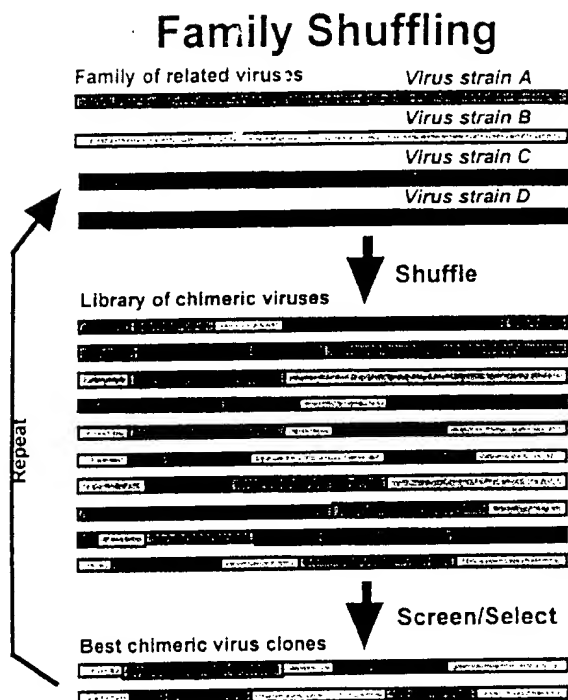 Family Shuffling
Family of related viruses
Virus strain A
Virus strain B
Virus strain C
Virus strain D
Shuffle
Library of chimeric viruses
Repeat
Screen/Select
Best chimeric virus clones